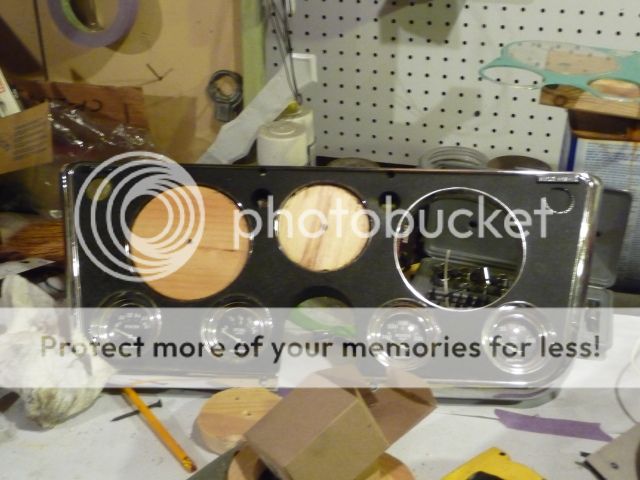 photobucket
Protect more of your memories for less!